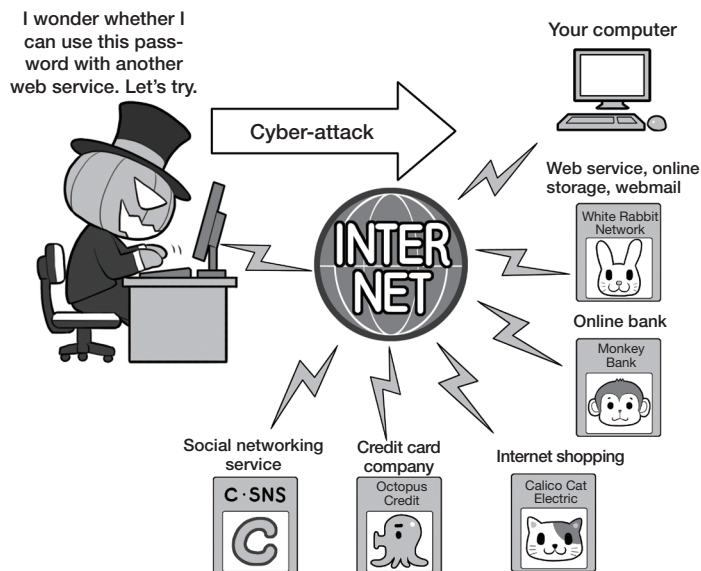 I wonder whether I
can use this pass-
word with another
web service. Let's try.
Cyber-attack
Your computer
Web service, online
storage, webmail
White Rabbit
Network
INTER
NET
Online bank
Monkey
Bank
Social networking
service
C·SNS
C
Credit card
company
Octopus
Credit
Internet shopping
Calico Cat
Electric